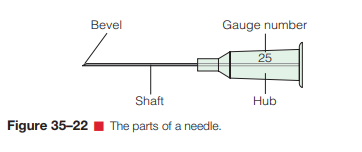 Bevel
Gauge number
25
Shaft
Hub
Figure 35–22 ■ The parts of a needle.